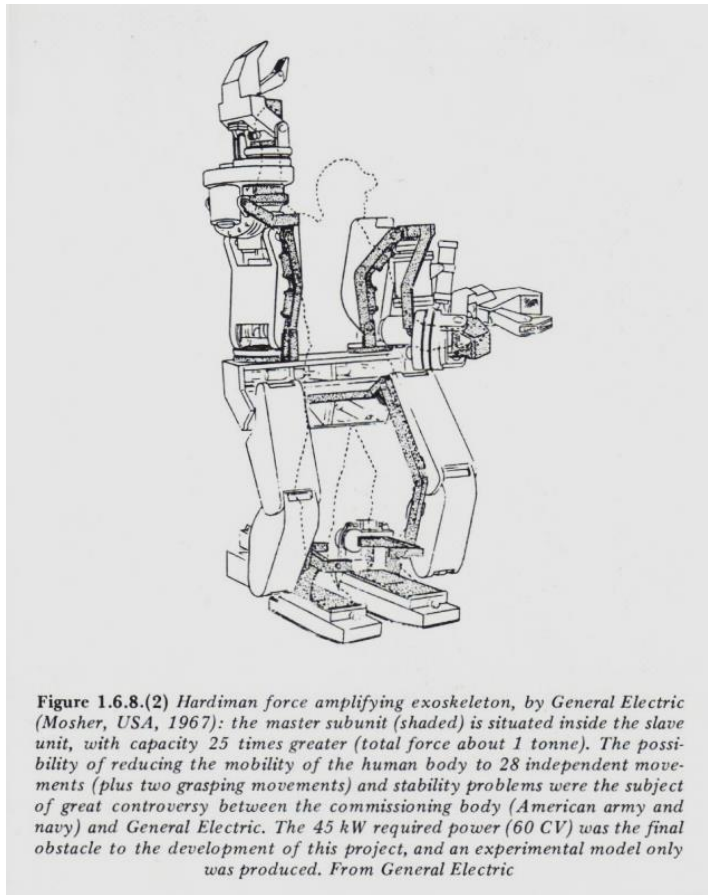 Figure 1.6.8.(2) Hardiman force amplifying exoskeleton, by General Electric
(Mosher, USA, 1967): the master subunit (shaded) is situated inside the slave
unit, with capacity 25 times greater (total force about 1 tonne). The possi-
bility of reducing the mobility of the human body to 28 independent move-
ments (plus two grasping movements) and stability problems were the subject
of great controversy between the commissioning body (American army and
navy) and General Electric. The 45 kW required power (60 CV) was the final
obstacle to the development of this project, and an experimental model only
was produced. From General Electric